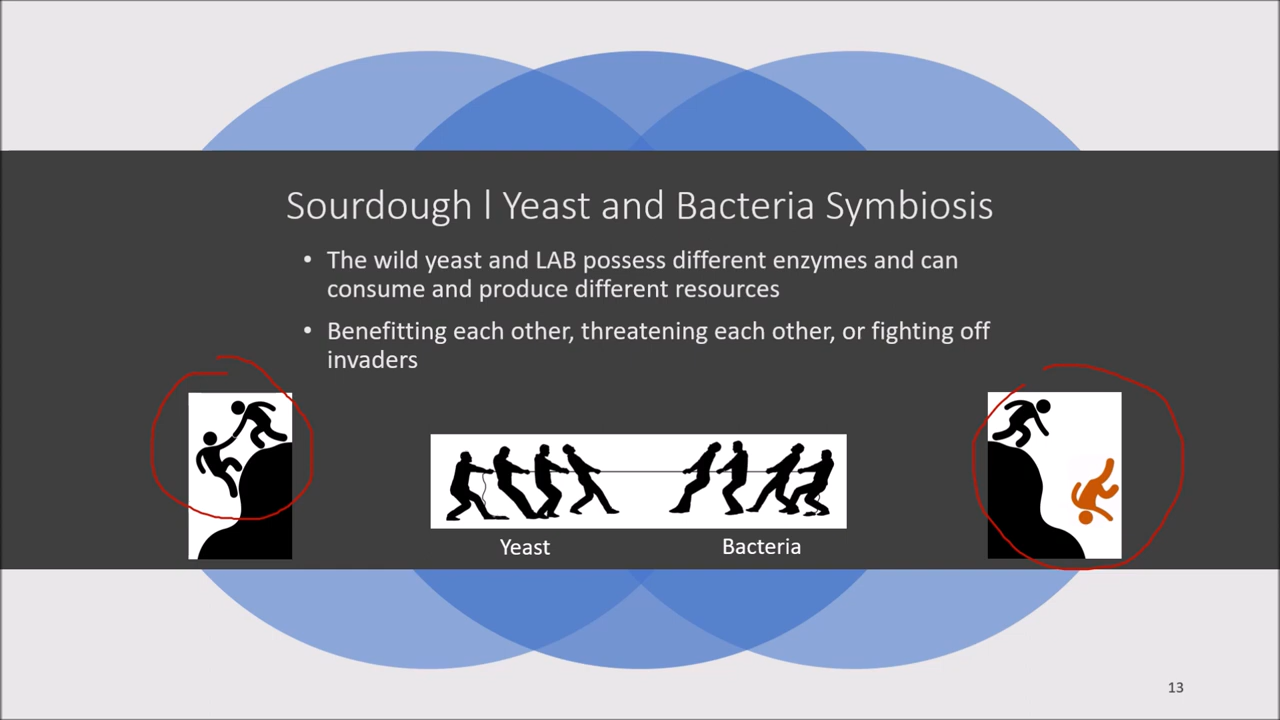 Sourdough l Yeast and Bacteria Symbiosis
• The wild yeast and LAB possess different enzymes and can
consume and produce different resources
• Benefitting each other, threatening each other, or fighting off
invaders
Yeast
Bacteria
13